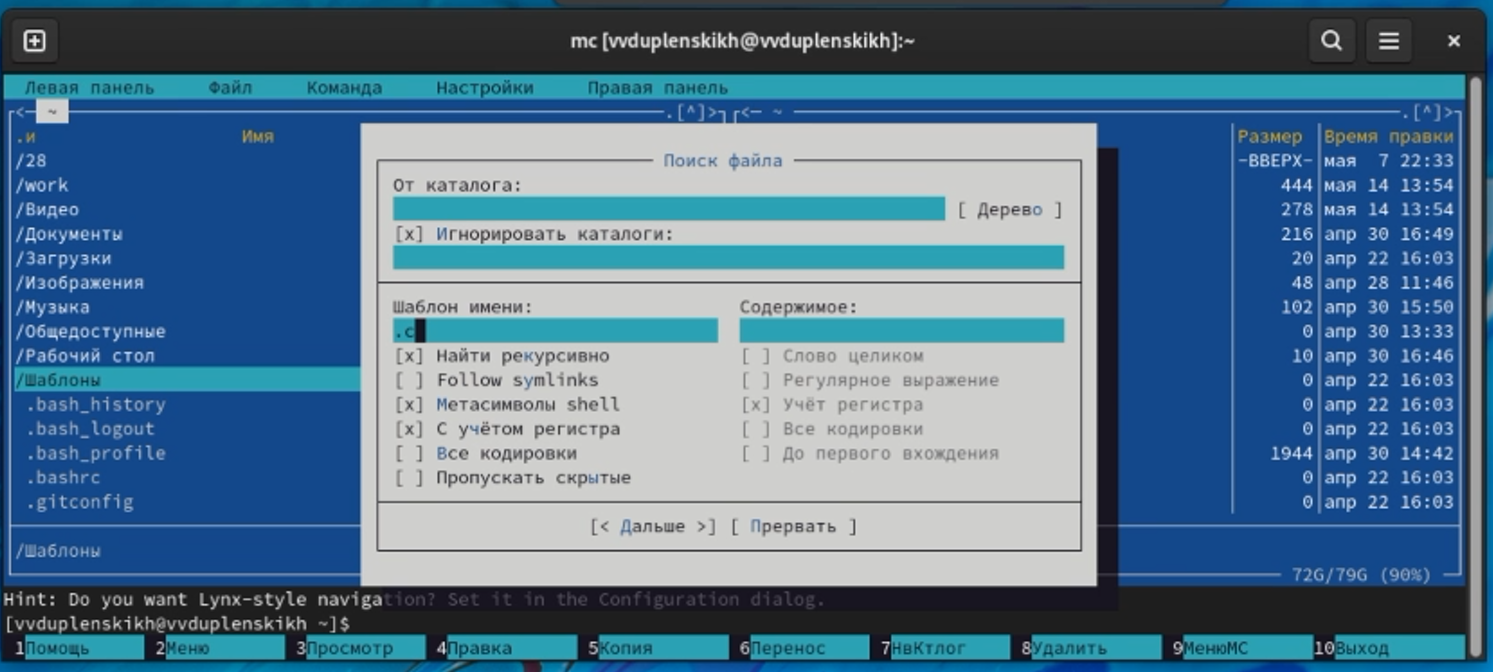 mc [vvduplenskikh@vvduplenskikh]:~
Левая панель Файл Команда Настройки Правая панель
<— ~ .[^]> <— ~ .[^]>
.и Имя Размер Время правки
/28 -ВВЕРХ- мая 7 22:33
/work 444 мая 14 13:54
/Видео 278 мая 14 13:54
/Документы 216 апр 30 16:49
/Загрузки 20 апр 22 16:03
/Изображения 48 апр 28 11:46
/Музыка 102 апр 30 15:50
/Общедоступные 0 апр 30 13:33
/Рабочий стол 10 апр 30 16:46
/Шаблоны 0 апр 22 16:03
.bash_history 0 апр 22 16:03
.bash_logout 0 апр 22 16:03
.bash_profile 1944 апр 30 14:42
.bashrc 0 апр 22 16:03
.gitconfig 0 апр 22 16:03
/Шаблоны
72G/79G (90%)
Поиск файла
От каталога:
[ Дерево ]
[x] Игнорировать каталоги:
Шаблон имени: Содержимое:
.c
[x] Найти рекурсивно [ ] Слово целиком
[ ] Follow symlinks [ ] Регулярное выражение
[x] Метасимволы shell [x] Учёт регистра
[x] С учётом регистра [ ] Все кодировки
[ ] Все кодировки [ ] До первого вхождения
[ ] Пропускать скрытые
[< Дальше >] [ Прервать ]
Hint: Do you want Lynx-style navigation? Set it in the Configuration dialog.
[vvduplenskikh@vvduplenskikh ~]$
1Помощь 2Меню 3Просмотр 4Правка 5Копия 6Перенос 7НвКтлог 8Удалить 9МенюMC 10Выход